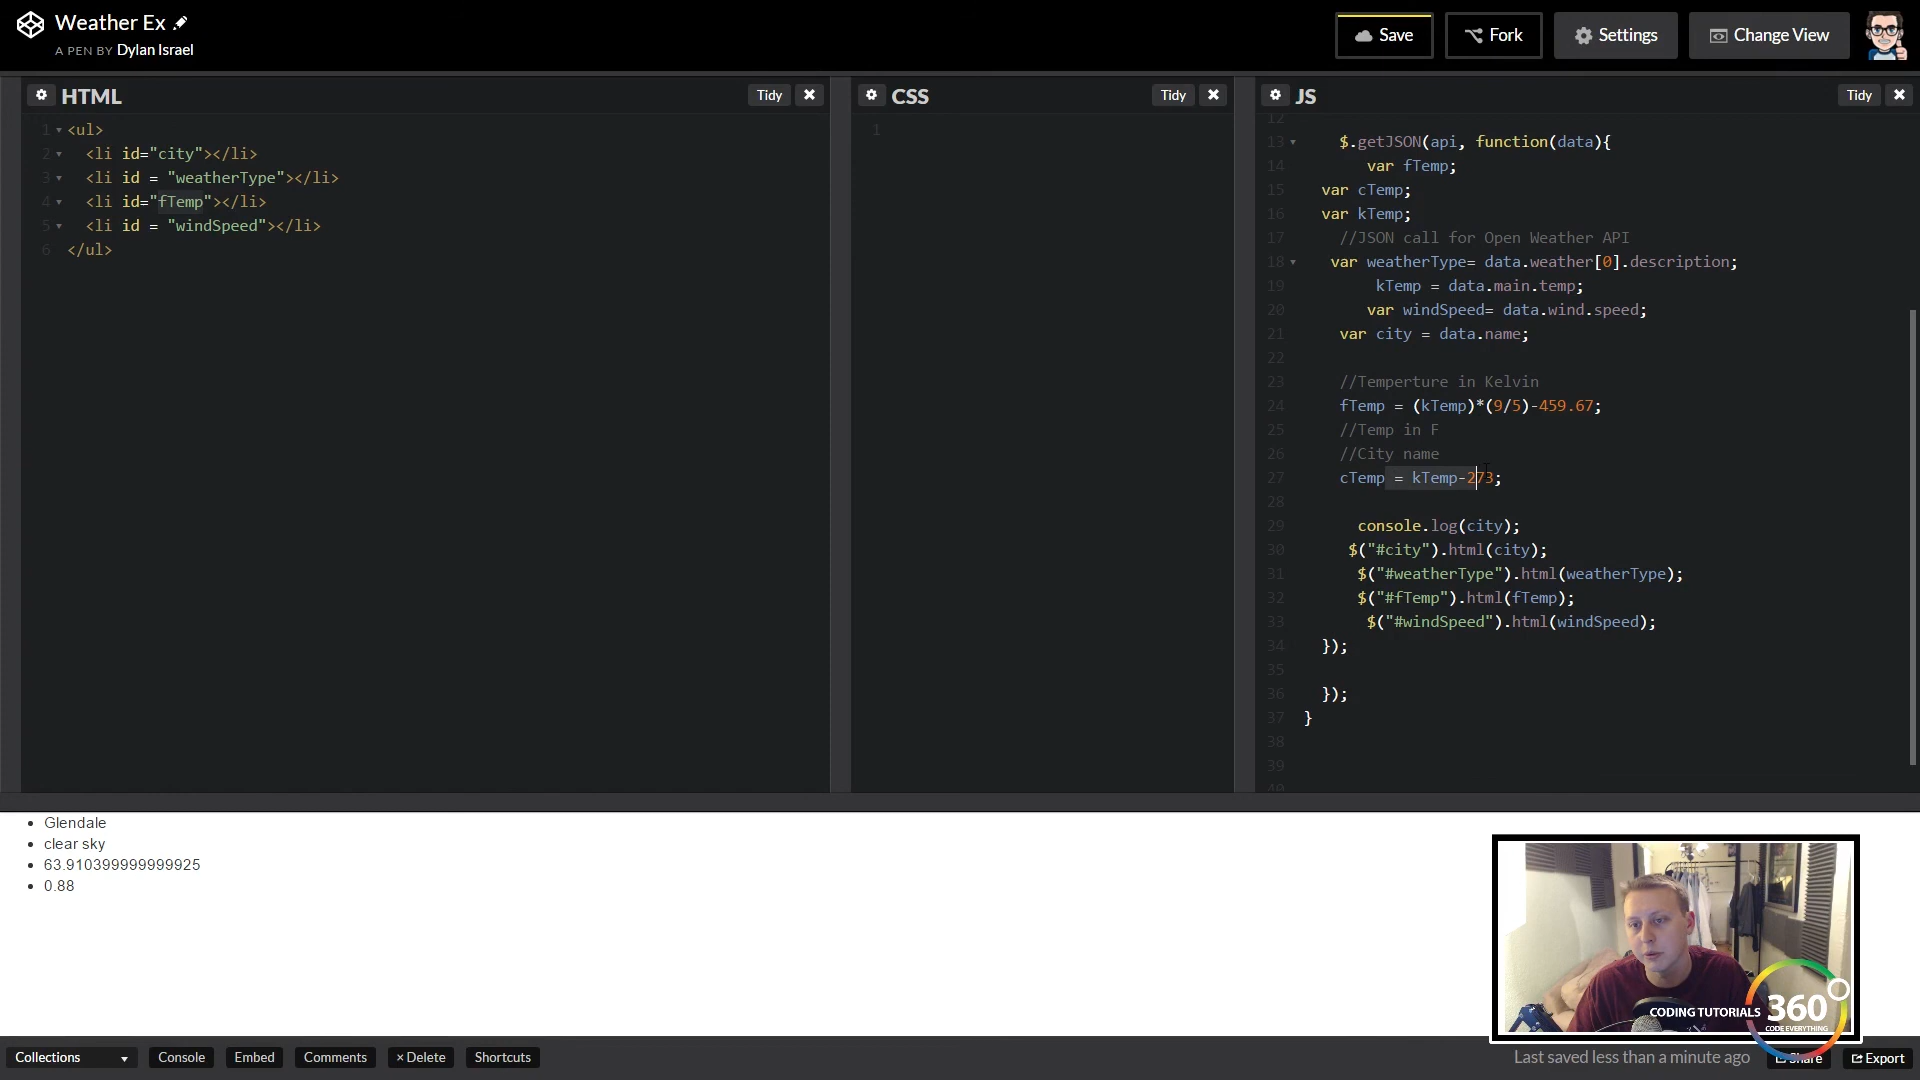 Weather Ex
A PEN BY Dylan Israel
Save
Fork
Settings
Change View
HTML
Tidy
1 <ul>
2 <li id="city"></li>
3 <li id = "weatherType"></li>
4 <li id="fTemp"></li>
5 <li id = "windSpeed"></li>
6 </ul>
CSS
Tidy
1
JS
Tidy
12
13 $.getJSON(api, function(data){
14 var fTemp;
15 var cTemp;
16 var kTemp;
17 //JSON call for Open Weather API
18 var weatherType= data.weather[0].description;
19 kTemp = data.main.temp;
20 var windSpeed= data.wind.speed;
21 var city = data.name;
22
23 //Temperture in Kelvin
24 fTemp = (kTemp)*(9/5)-459.67;
25 //Temp in F
26 //City name
27 cTemp = kTemp-273;
28
29 console.log(city);
30 $("#city").html(city);
31 $("#weatherType").html(weatherType);
32 $("#fTemp").html(fTemp);
33 $("#windSpeed").html(windSpeed);
34 });
35
36 });
37 }
38
39
40
Glendale
clear sky
63.910399999999925
0.88
CODING TUTORIALS 360
CODE EVERYTHING
Collections
Console
Embed
Comments
× Delete
Shortcuts
Last saved less than a minute ago
Share
Export